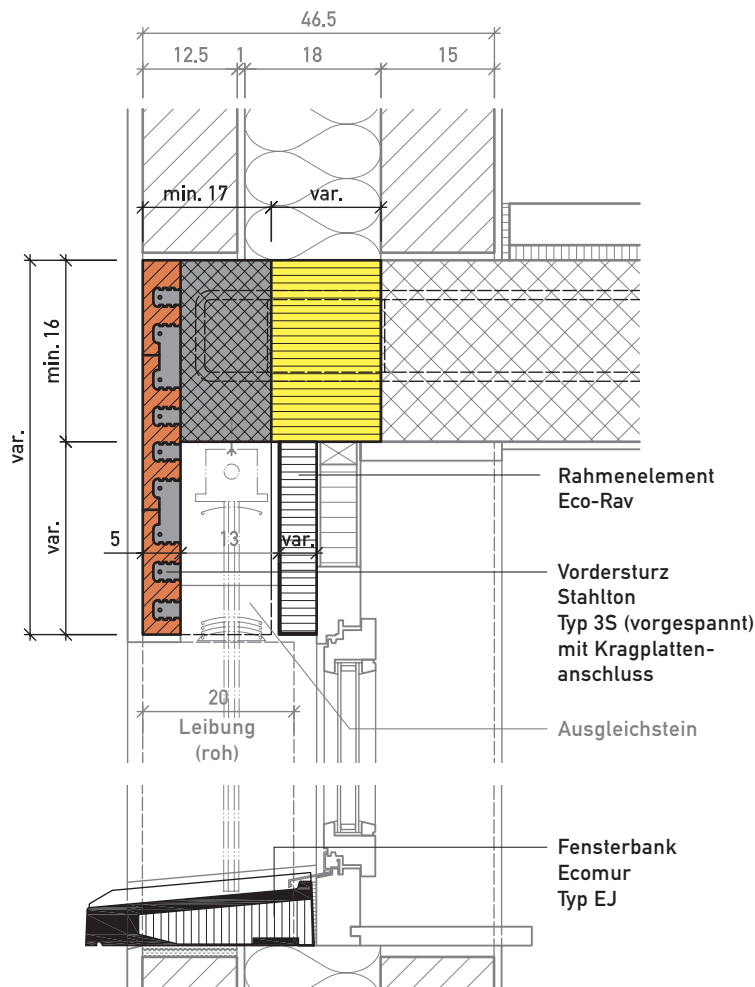 46.5
12.5
1
18
15
min. 17
var.
min. 16
var.
var.
5
13
var.
Rahmenelement
Eco-Rav
Vordersturz
Stahlton
Typ 3S (vorgespannt)
mit Kragplatten-
anschluss
20
Leibung
(roh)
Ausgleichstein
Fensterbank
Ecomur
Typ EJ